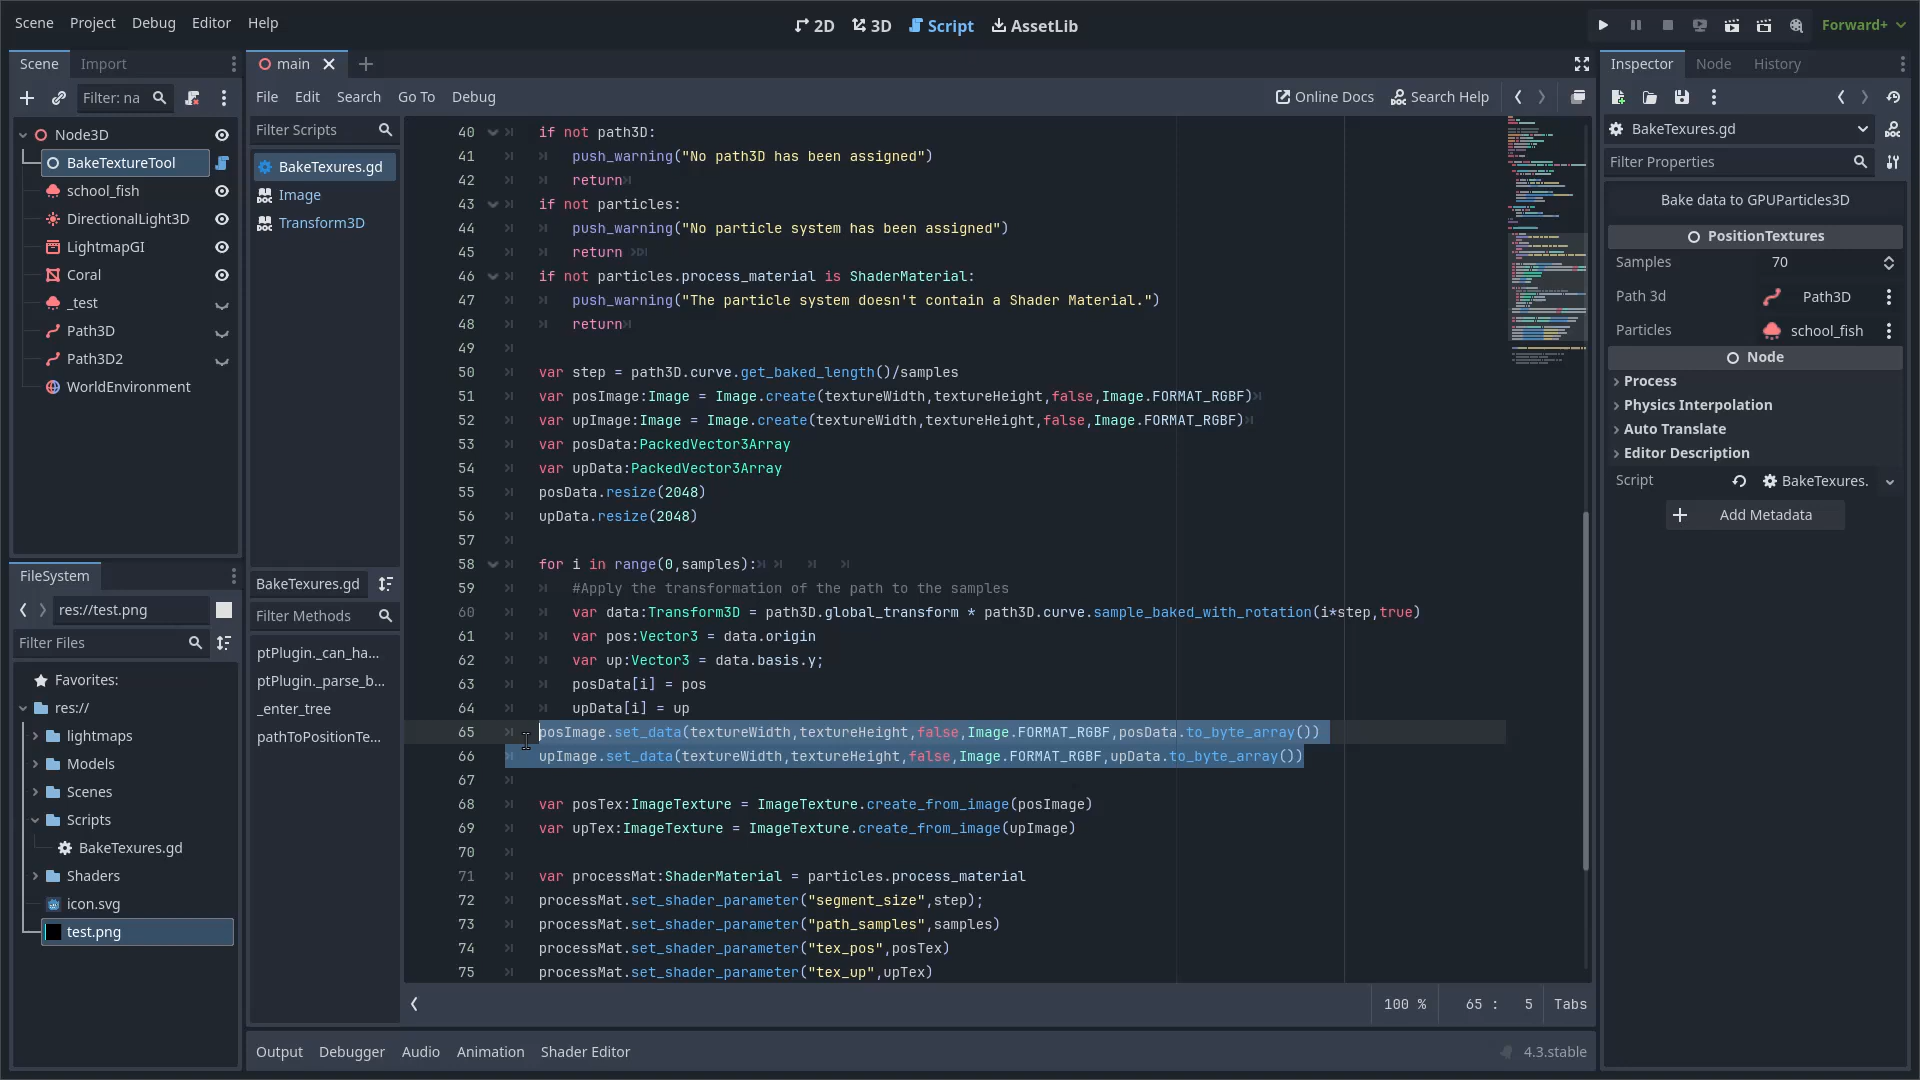 Scene Project Debug Editor Help
2D 3D Script AssetLib
Forward+
Scene Import
Filter: na
Node3D
BakeTextureTool
school_fish
DirectionalLight3D
LightmapGI
Coral
_test
Path3D
Path3D2
WorldEnvironment
FileSystem
res://test.png
Filter Files
Favorites:
res://
lightmaps
Models
Scenes
Scripts
BakeTexures.gd
Shaders
icon.svg
test.png
main
File Edit Search Go To Debug
Online Docs Search Help
Filter Scripts
BakeTexures.gd
Image
Transform3D
BakeTexures.gd
Filter Methods
ptPlugin._can_ha...
ptPlugin._parse_b...
_enter_tree
pathToPositionTe...
40 if not path3D:
41 push_warning("No path3D has been assigned")
42 return
43 if not particles:
44 push_warning("No particle system has been assigned")
45 return
46 if not particles.process_material is ShaderMaterial:
47 push_warning("The particle system doesn't contain a Shader Material.")
48 return
49
50 var step = path3D.curve.get_baked_length()/samples
51 var posImage:Image = Image.create(textureWidth,textureHeight,false,Image.FORMAT_RGBF)
52 var upImage:Image = Image.create(textureWidth,textureHeight,false,Image.FORMAT_RGBF)
53 var posData:PackedVector3Array
54 var upData:PackedVector3Array
55 posData.resize(2048)
56 upData.resize(2048)
57
58 for i in range(0,samples):
59 #Apply the transformation of the path to the samples
60 var data:Transform3D = path3D.global_transform * path3D.curve.sample_baked_with_rotation(i*step,true)
61 var pos:Vector3 = data.origin
62 var up:Vector3 = data.basis.y;
63 posData[i] = pos
64 upData[i] = up
65 posImage.set_data(textureWidth,textureHeight,false,Image.FORMAT_RGBF,posData.to_byte_array())
66 upImage.set_data(textureWidth,textureHeight,false,Image.FORMAT_RGBF,upData.to_byte_array())
67
68 var posTex:ImageTexture = ImageTexture.create_from_image(posImage)
69 var upTex:ImageTexture = ImageTexture.create_from_image(upImage)
70
71 var processMat:ShaderMaterial = particles.process_material
72 processMat.set_shader_parameter("segment_size",step);
73 processMat.set_shader_parameter("path_samples",samples)
74 processMat.set_shader_parameter("tex_pos",posTex)
75 processMat.set_shader_parameter("tex_up",upTex)
100 % 65 : 5 Tabs
Output Debugger Audio Animation Shader Editor
4.3.stable
Inspector Node History
BakeTexures.gd
Filter Properties
Bake data to GPUParticles3D
PositionTextures
Samples 70
Path 3d Path3D
Particles school_fish
Node
Process
Physics Interpolation
Auto Translate
Editor Description
Script BakeTexures.
Add Metadata